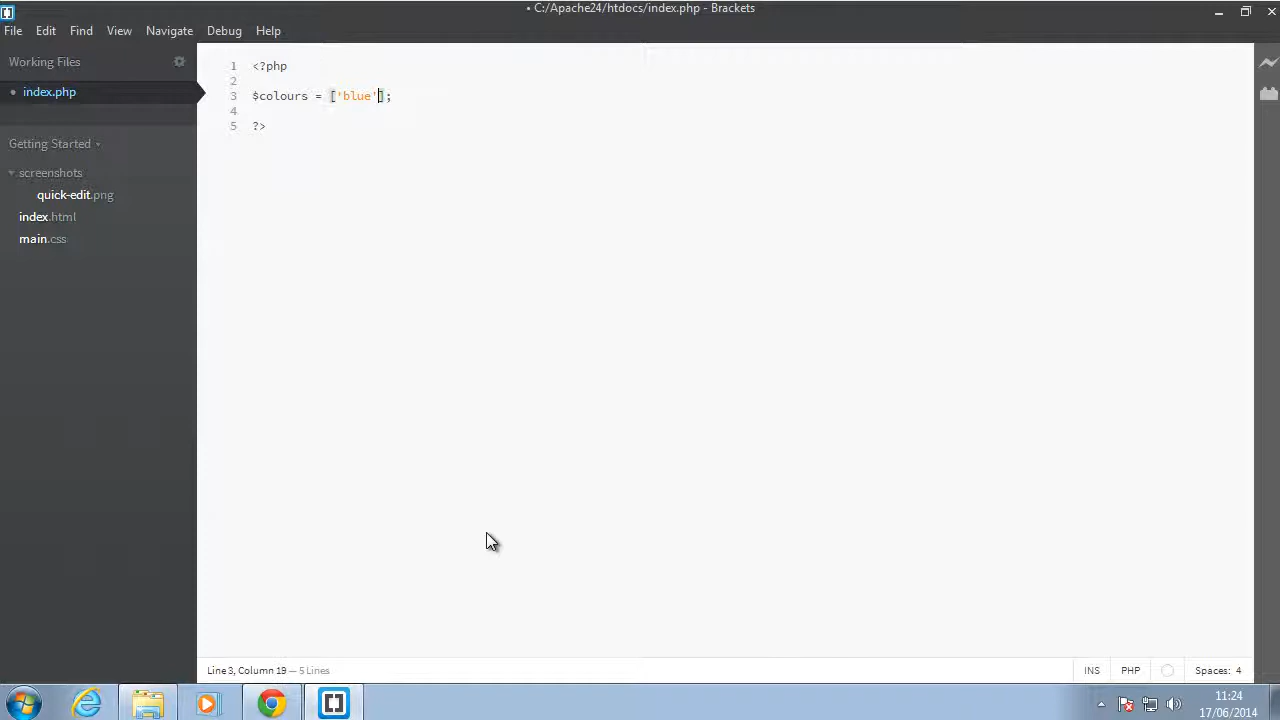 • C:/Apache24/htdocs/index.php - Brackets
File Edit Find View Navigate Debug Help
Working Files
• index.php
Getting Started
screenshots
quick-edit.png
index.html
main.css
1 <?php
2
3 $colours = ['blue'];
4
5 ?>
Line 3, Column 19 — 5 Lines
INS PHP Spaces: 4
11:24
17/06/2014